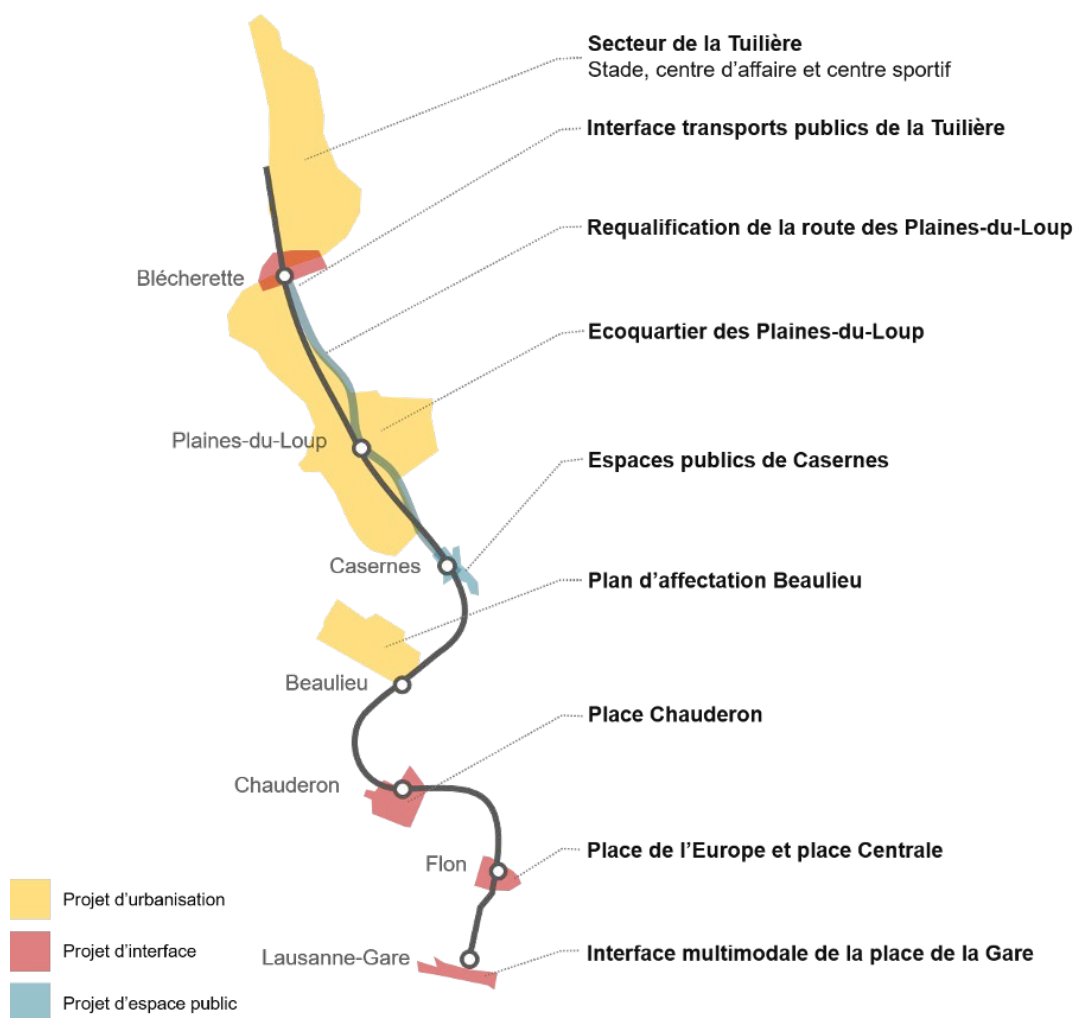 Secteur de la Tuilière
Stade, centre d'affaire et centre sportif
Interface transports publics de la Tuilière
Requalification de la route des Plaines-du-Loup
Blécherette
Ecoquartier des Plaines-du-Loup
Plaines-du-Loup
Espaces publics de Casernes
Casernes
Plan d'affectation Beaulieu
Beaulieu
Place Chauderon
Chauderon
Place de l'Europe et place Centrale
Flon
Projet d'urbanisation
Projet d'interface
Lausanne-Gare
Interface multimodale de la place de la Gare
Projet d'espace public